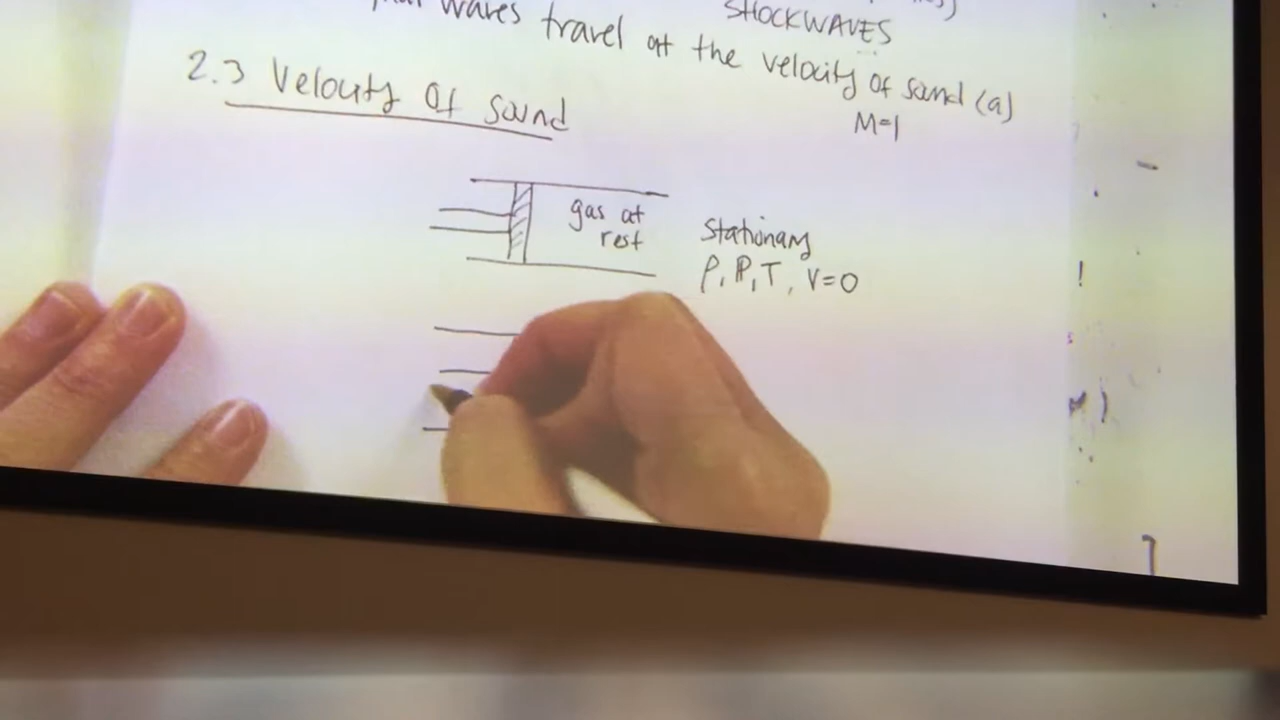 waves travel at the velocity of sound (a)
SHOCKWAVES
M=1
2.3 Velocity of sound
gas at
rest
Stationary
ρ, P, T, V=0